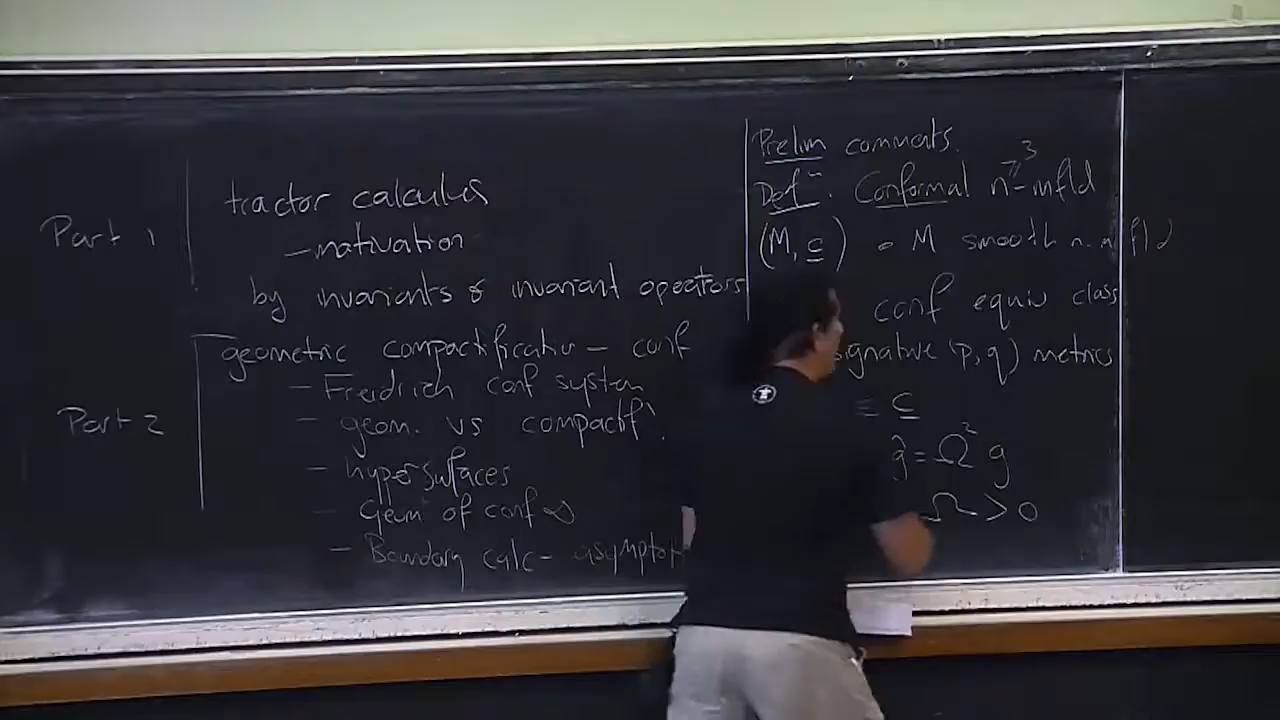 Part 1
tractor calculus
- motivation
by invariants & invariant operators
Part 2
geometric compactification - conf
- Freidrich conf system
- geom. vs compactif
- hypersurfaces
- Geom of conf ∞
- Boundary calc - asymptot
Prelim comments.
Def n. Conformal n≥3-mfld
(M, c) • M smooth n-mfld
conf equiv class
signature (p,q) metrics
≡ c
ĝ = Ω² g
Ω > 0